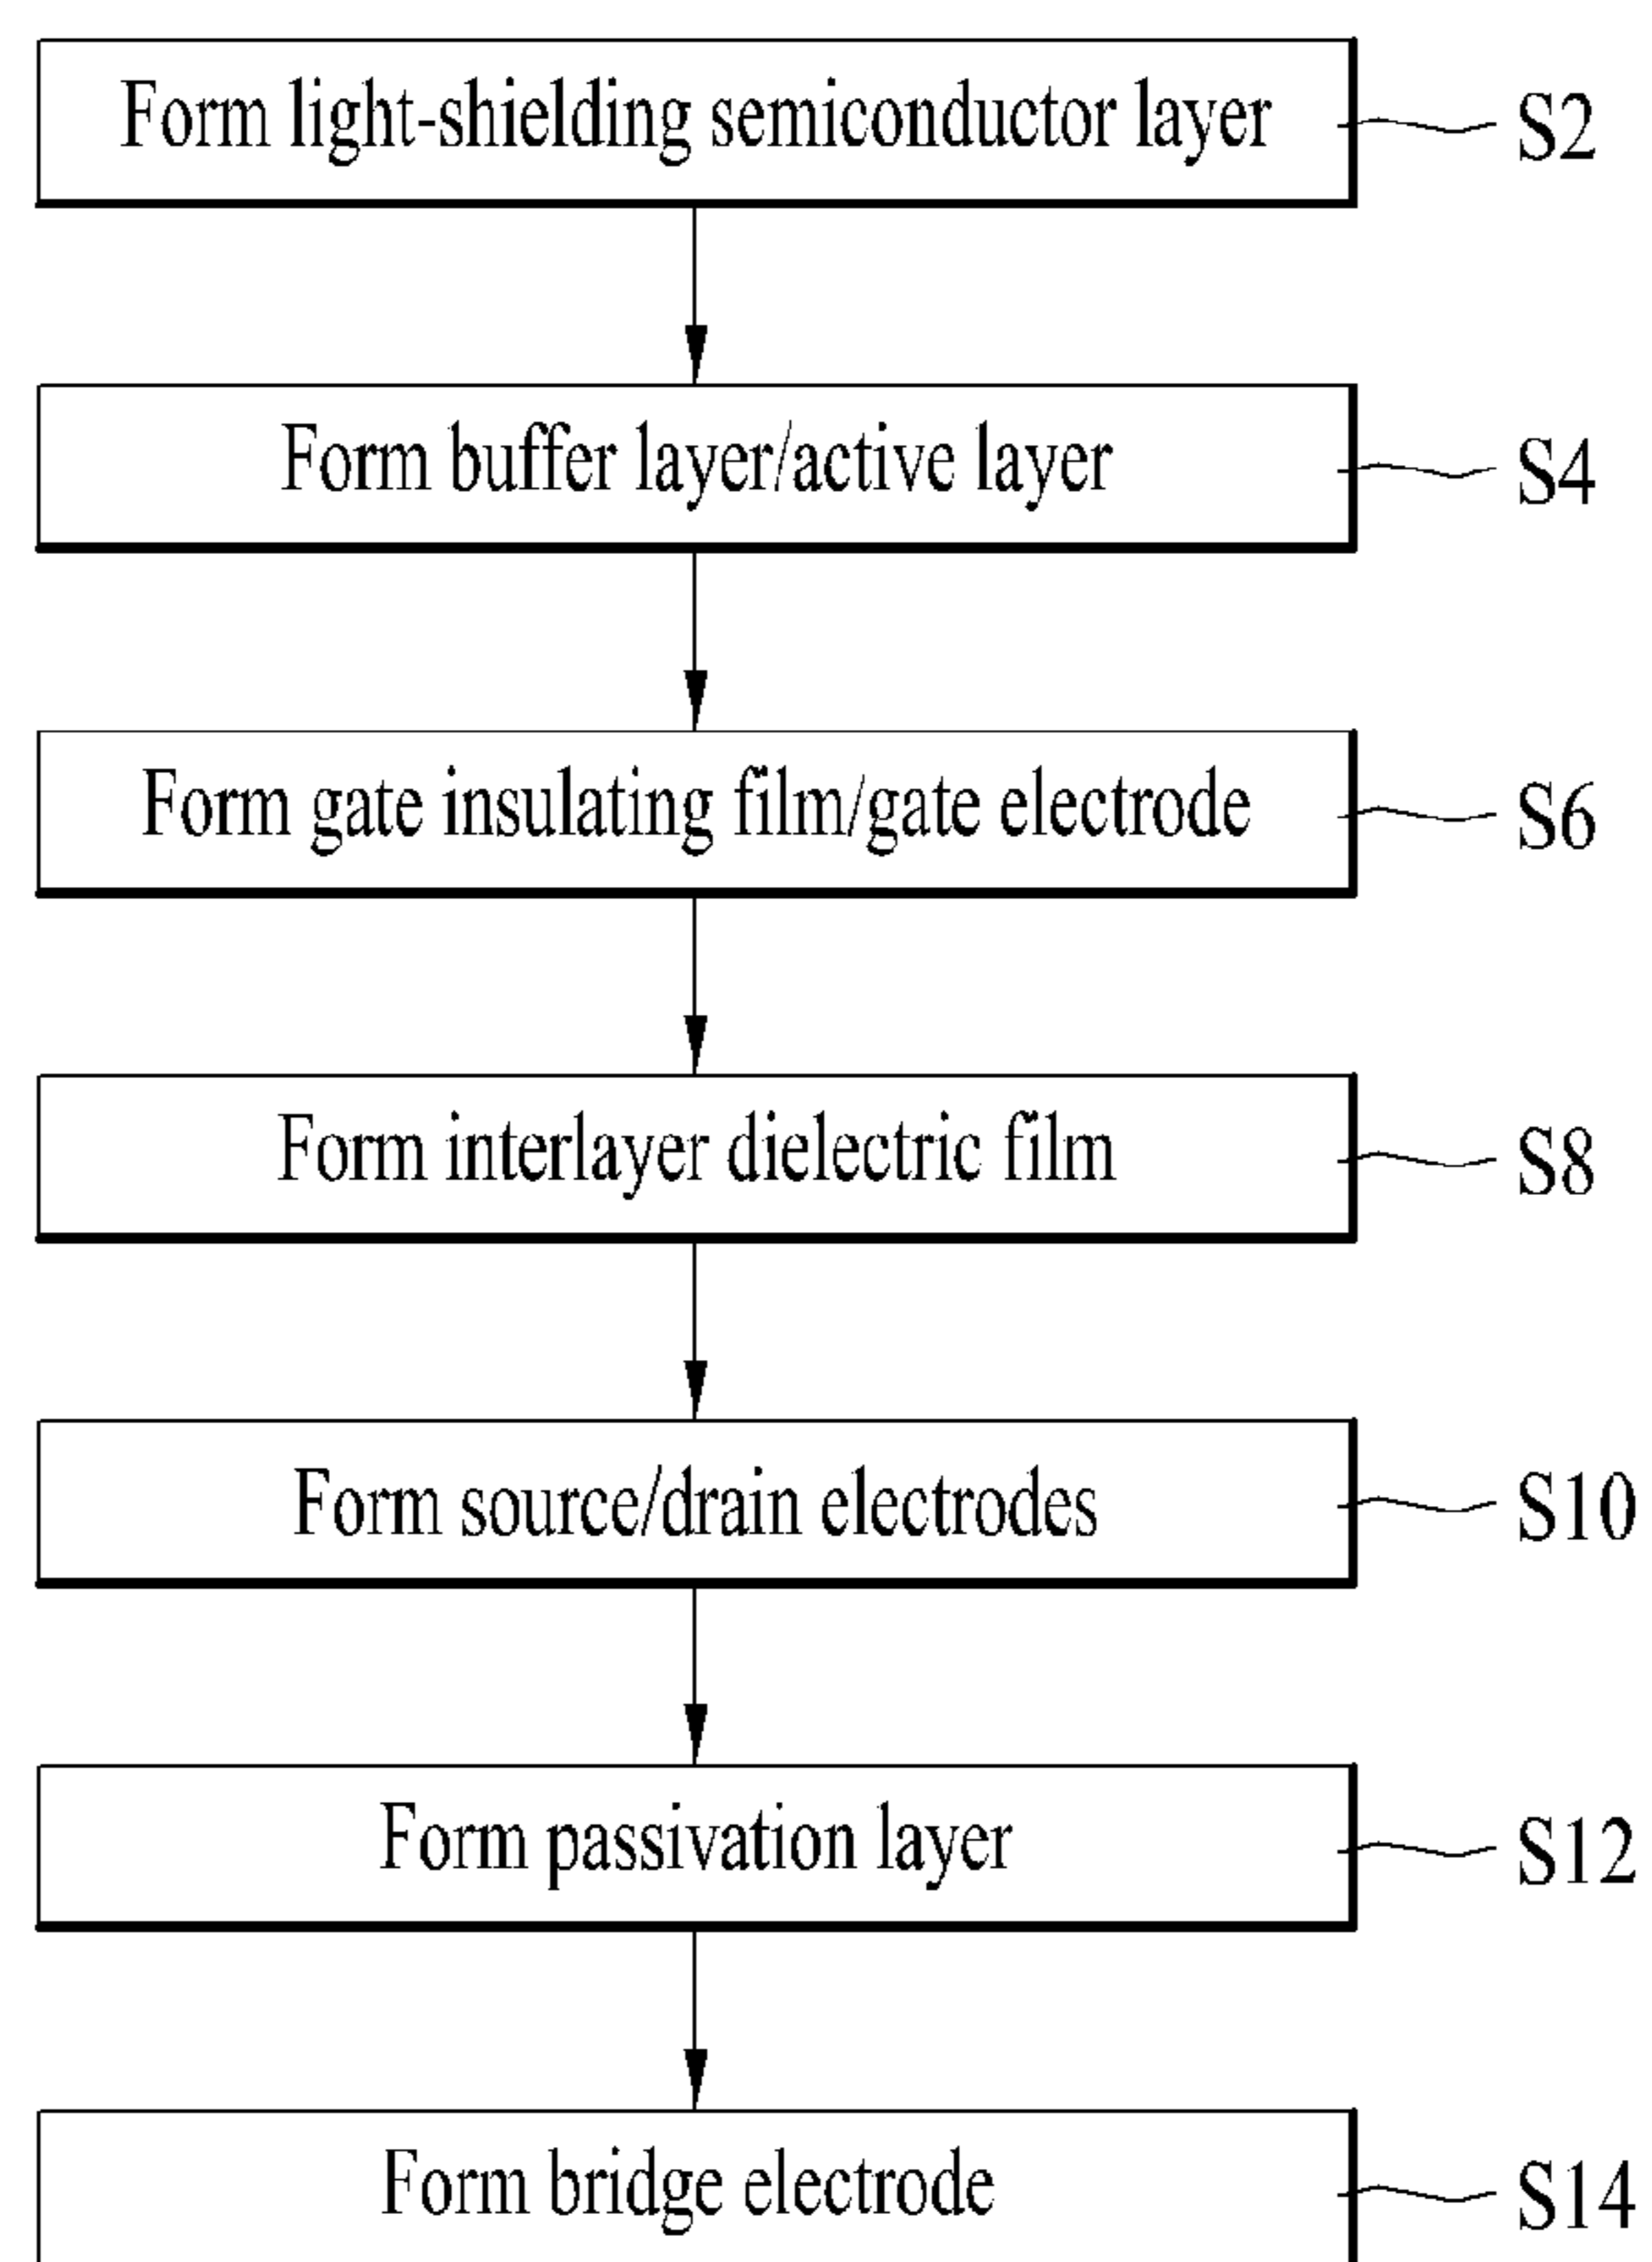 Form light-shielding semiconductor layer S2
Form buffer layer/active layer S4
Form gate insulating film/gate electrode S6
Form interlayer dielectric film S8
Form source/drain electrodes S10
Form passivation layer S12
Form bridge electrode S14